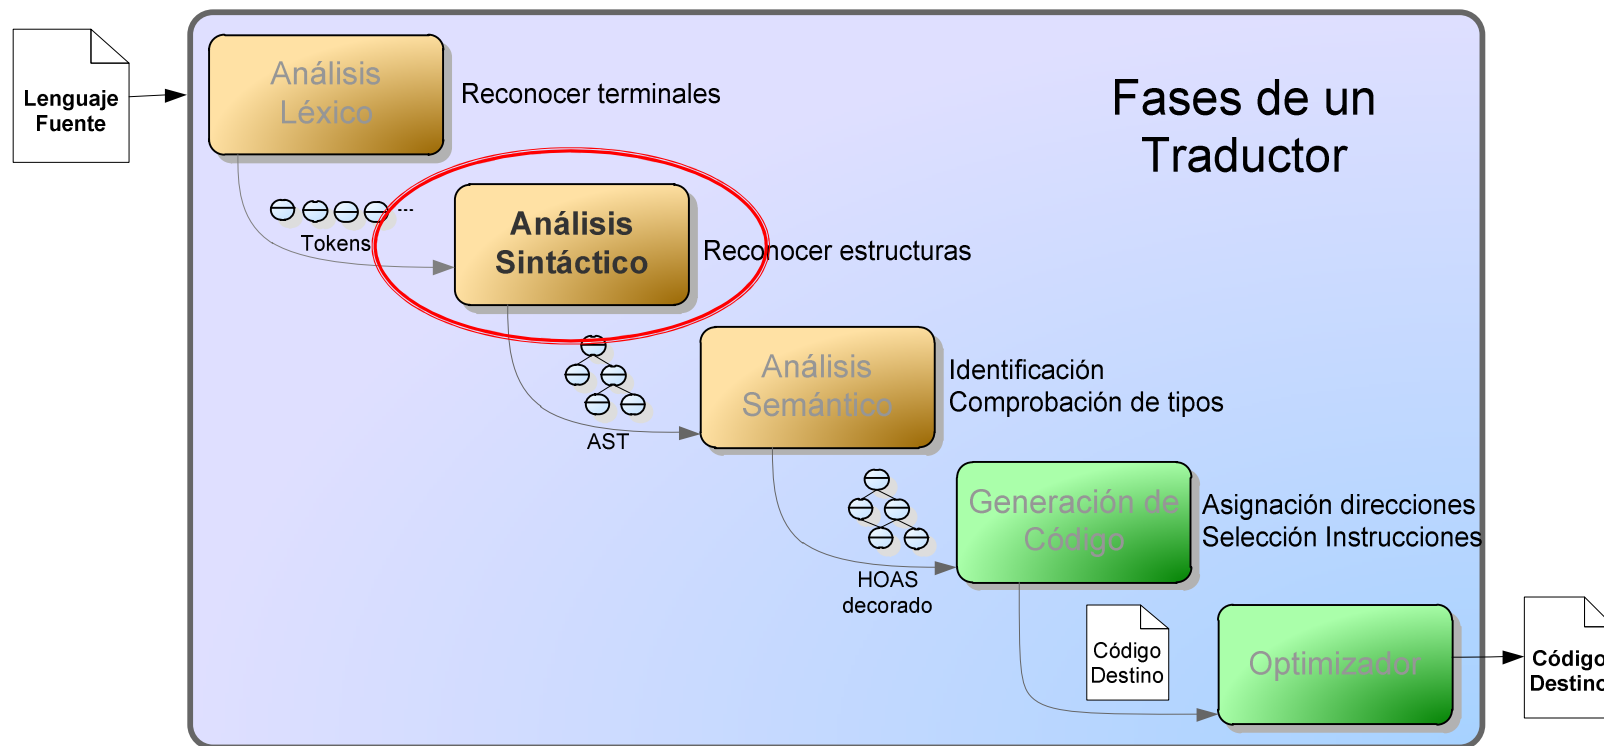 Lenguaje
Fuente
Análisis
Léxico
Reconocer terminales
Fases de un
Traductor
...
Tokens
Análisis
Sintáctico
Reconocer estructuras
AST
Análisis
Semántico
Identificación
Comprobación de tipos
HOAS
decorado
Generación de
Código
Asignación direcciones
Selección Instrucciones
Código
Destino
Optimizador
Código
Destino